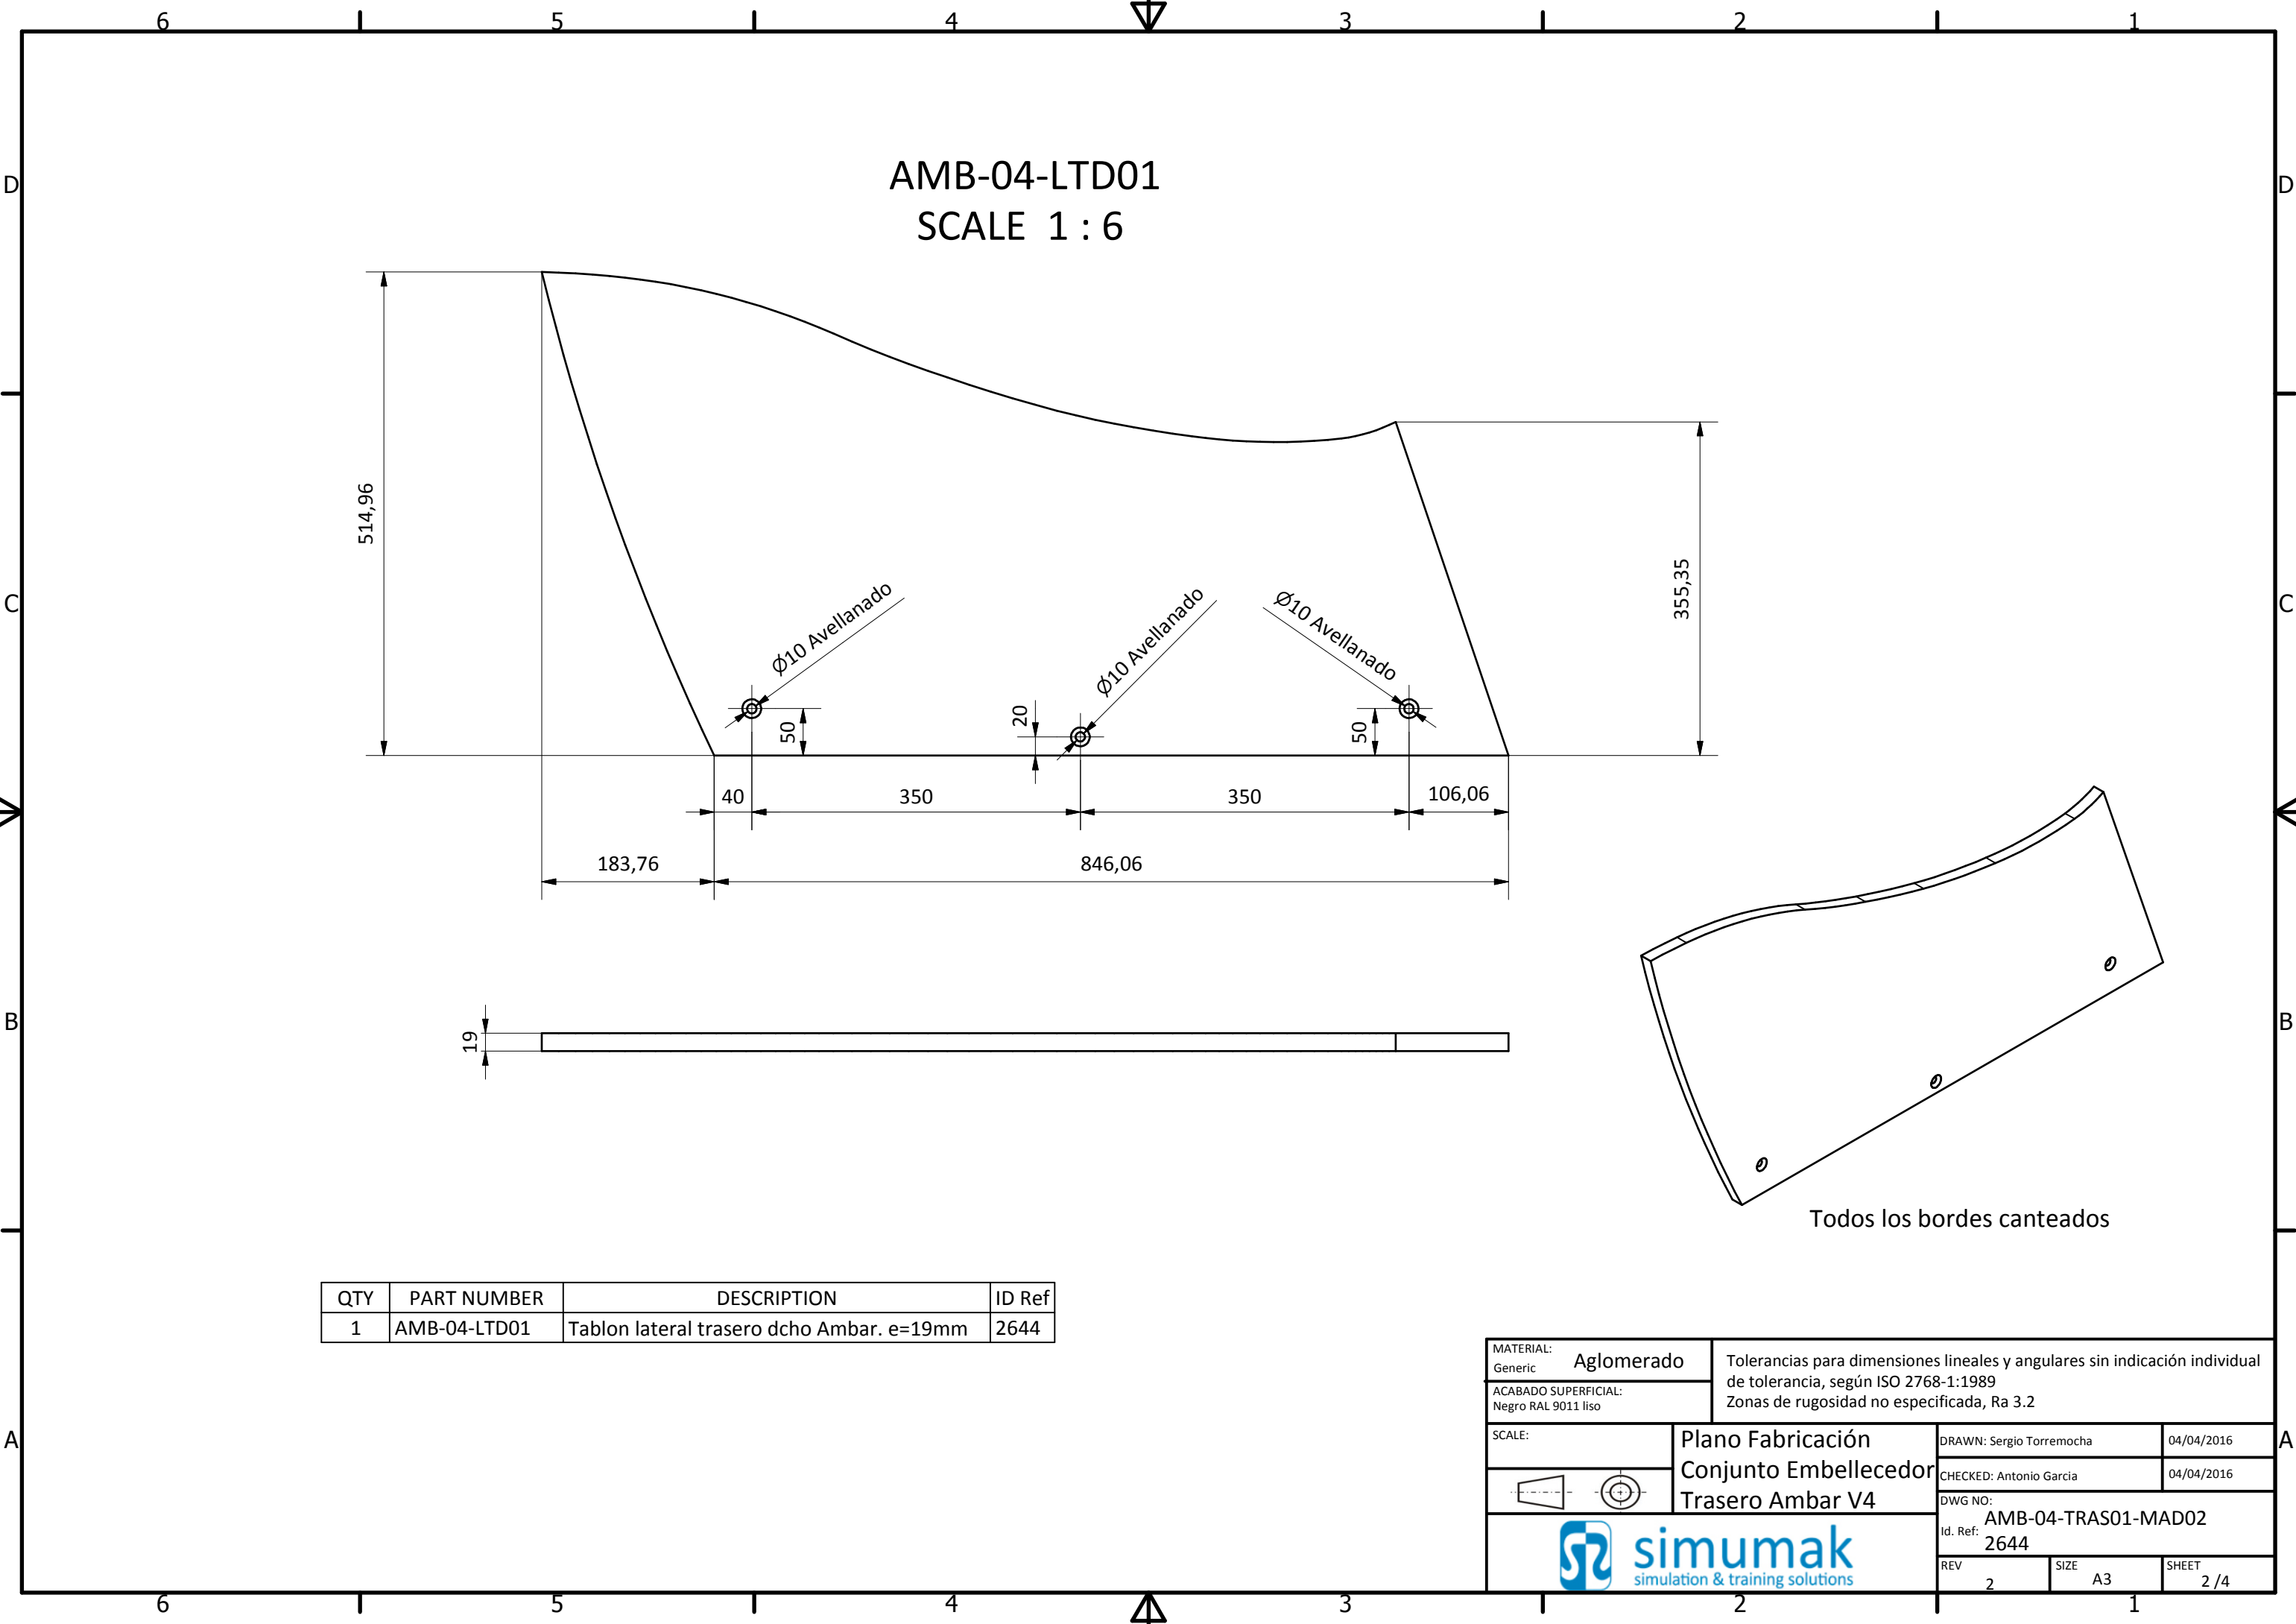 6 5 4 3 2 1
D D
AMB-04-LTD01
SCALE 1 : 6
514,96
355,35
C C
Ø10 Avellanado
Ø10 Avellanado
Ø10 Avellanado
50
20
50
40
350
350
106,06
183,76
846,06
B B
19
Todos los bordes canteados
QTY PART NUMBER DESCRIPTION ID Ref
1 AMB-04-LTD01 Tablon lateral trasero dcho Ambar. e=19mm 2644
MATERIAL:
Generic Aglomerado
ACABADO SUPERFICIAL:
Negro RAL 9011 liso
Tolerancias para dimensiones lineales y angulares sin indicación individual
de tolerancia, según ISO 2768-1:1989
Zonas de rugosidad no especificada, Ra 3.2
A A
SCALE:
Plano Fabricación
Conjunto Embellecedor
Trasero Ambar V4
DRAWN: Sergio Torremocha 04/04/2016
CHECKED: Antonio Garcia 04/04/2016
DWG NO:
AMB-04-TRAS01-MAD02
Id. Ref: 2644
simumak
simulation & training solutions
REV 2
SIZE A3
SHEET 2 /4
6 5 4 3 2 1